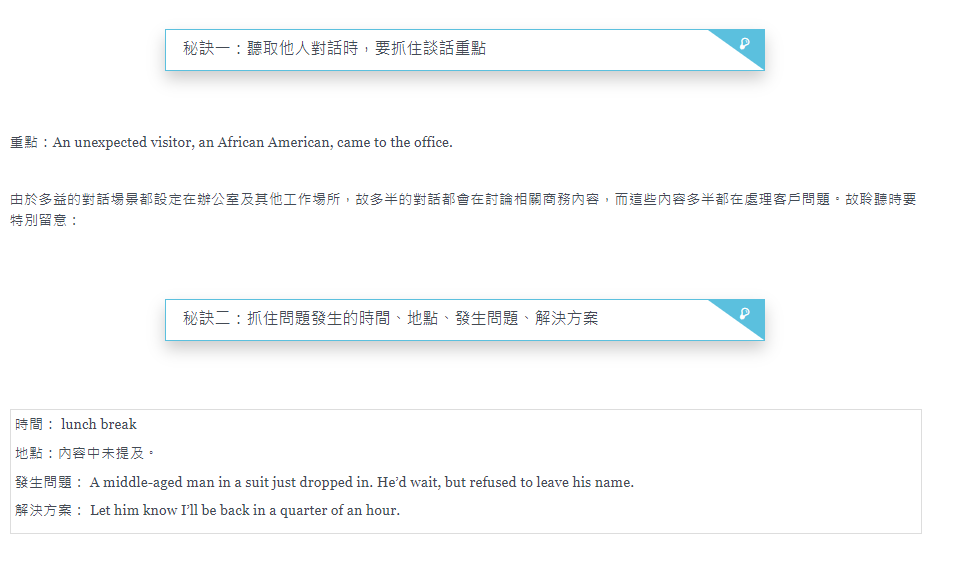 秘訣一：聽取他人對話時，要抓住談話重點
重點：An unexpected visitor, an African American, came to the office.
由於多益的對話場景都設定在辦公室及其他工作場所，故多半的對話都會在討論相關商務內容，而這些內容多半都在處理客戶問題。故聆聽時要
特別留意：
秘訣二：抓住問題發生的時間、地點、發生問題、解決方案
時間： lunch break
地點：內容中未提及。
發生問題： A middle-aged man in a suit just dropped in. He’d wait, but refused to leave his name.
解決方案： Let him know I’ll be back in a quarter of an hour.